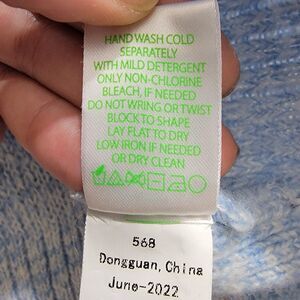 HAND WASH COLD
SEPARATELY
WITH MILD DETERGENT
ONLY NON-CHLORINE
BLEACH, IF NEEDED
DO NOT WRING OR TWIST
BLOCK TO SHAPE
LAY FLAT TO DRY
LOW IRON IF NEEDED
OR DRY CLEAN
568
Dongguan, China
June-2022